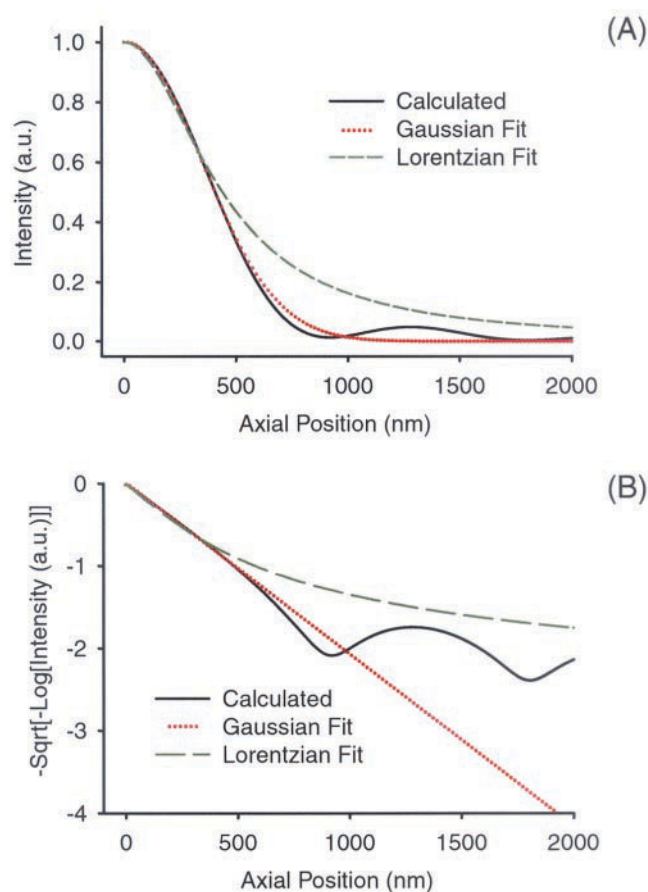 (A)
1.0
0.8
0.6
0.4
0.2
0.0
Intensity (a.u.)
Calculated
Gaussian Fit
Lorentzian Fit
0 500 1000 1500 2000
Axial Position (nm)
(B)
0
-1
-2
-3
-4
-Sqrt[-Log[Intensity (a.u.)]]
Calculated
Gaussian Fit
Lorentzian Fit
0 500 1000 1500 2000
Axial Position (nm)